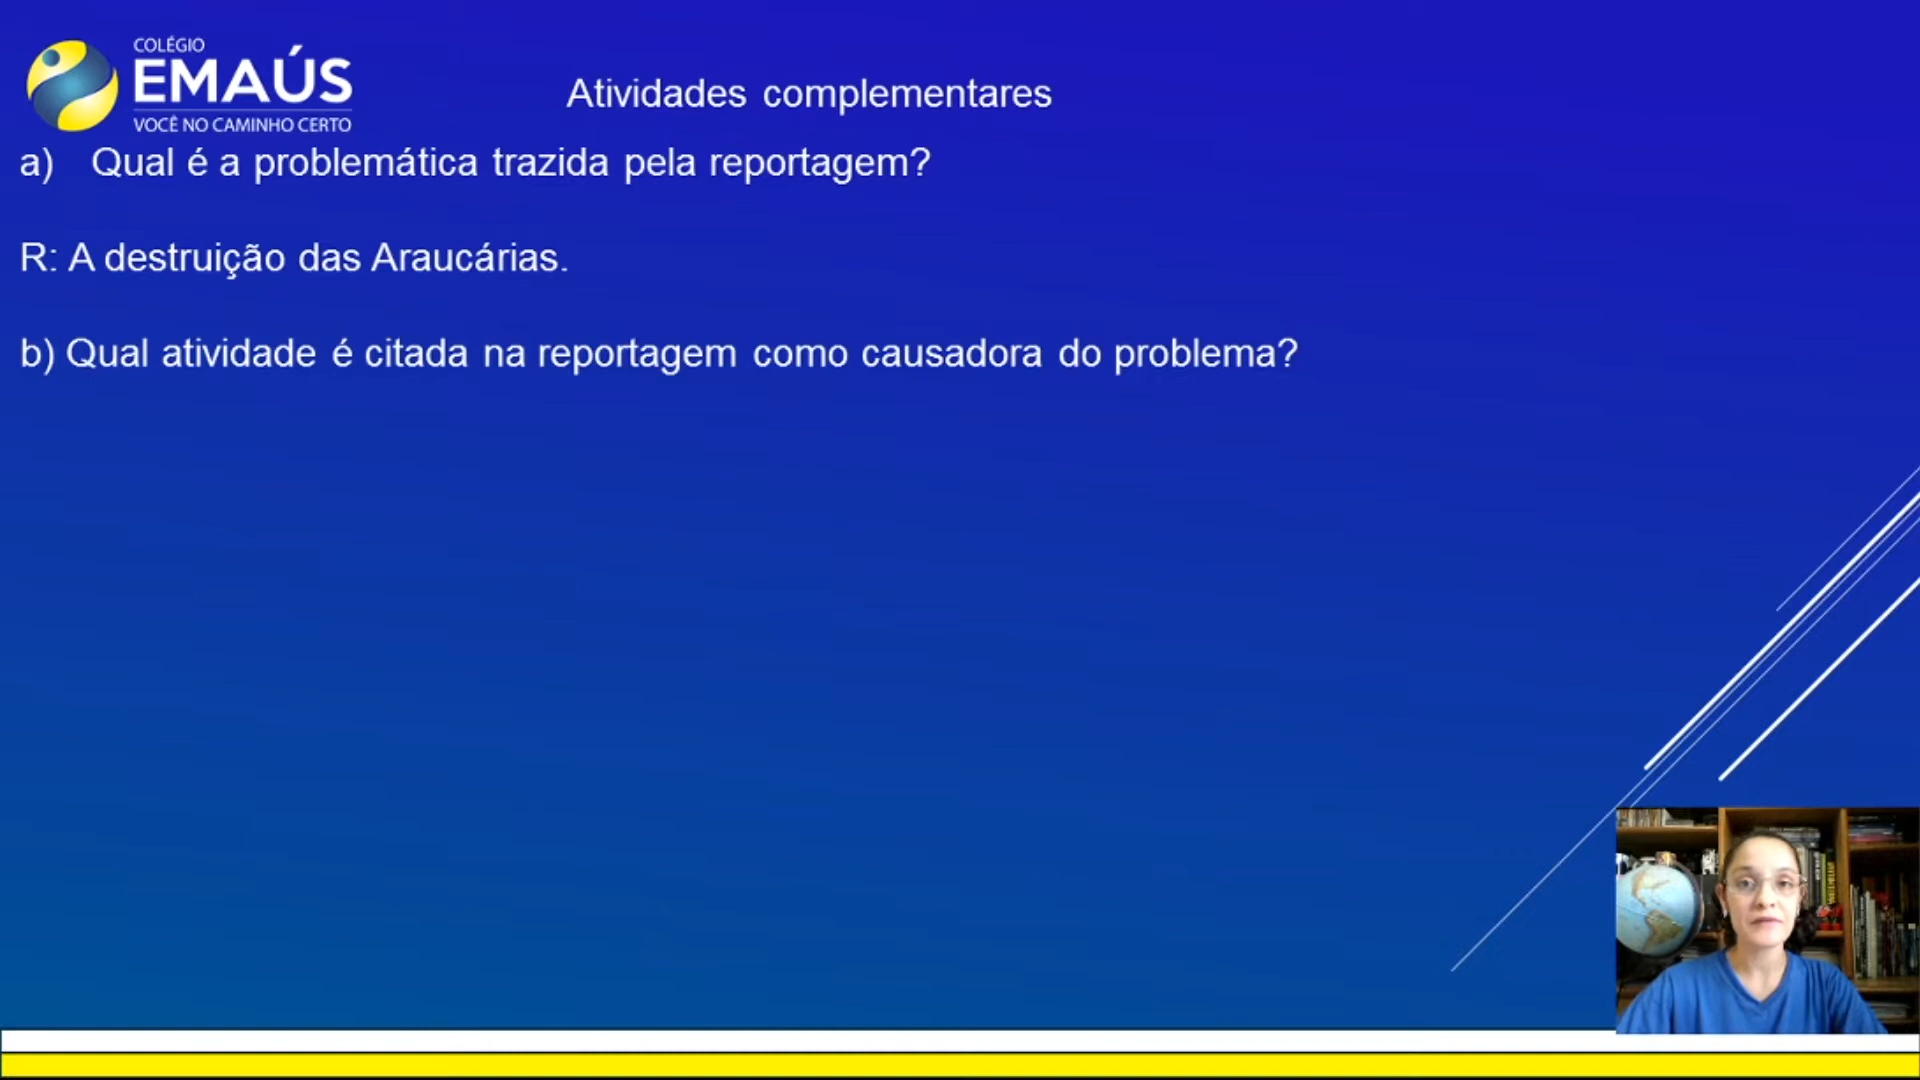 COLÉGIO
EMAÚS
VOCÊ NO CAMINHO CERTO
Atividades complementares
a) Qual é a problemática trazida pela reportagem?
R: A destruição das Araucárias.
b) Qual atividade é citada na reportagem como causadora do problema?